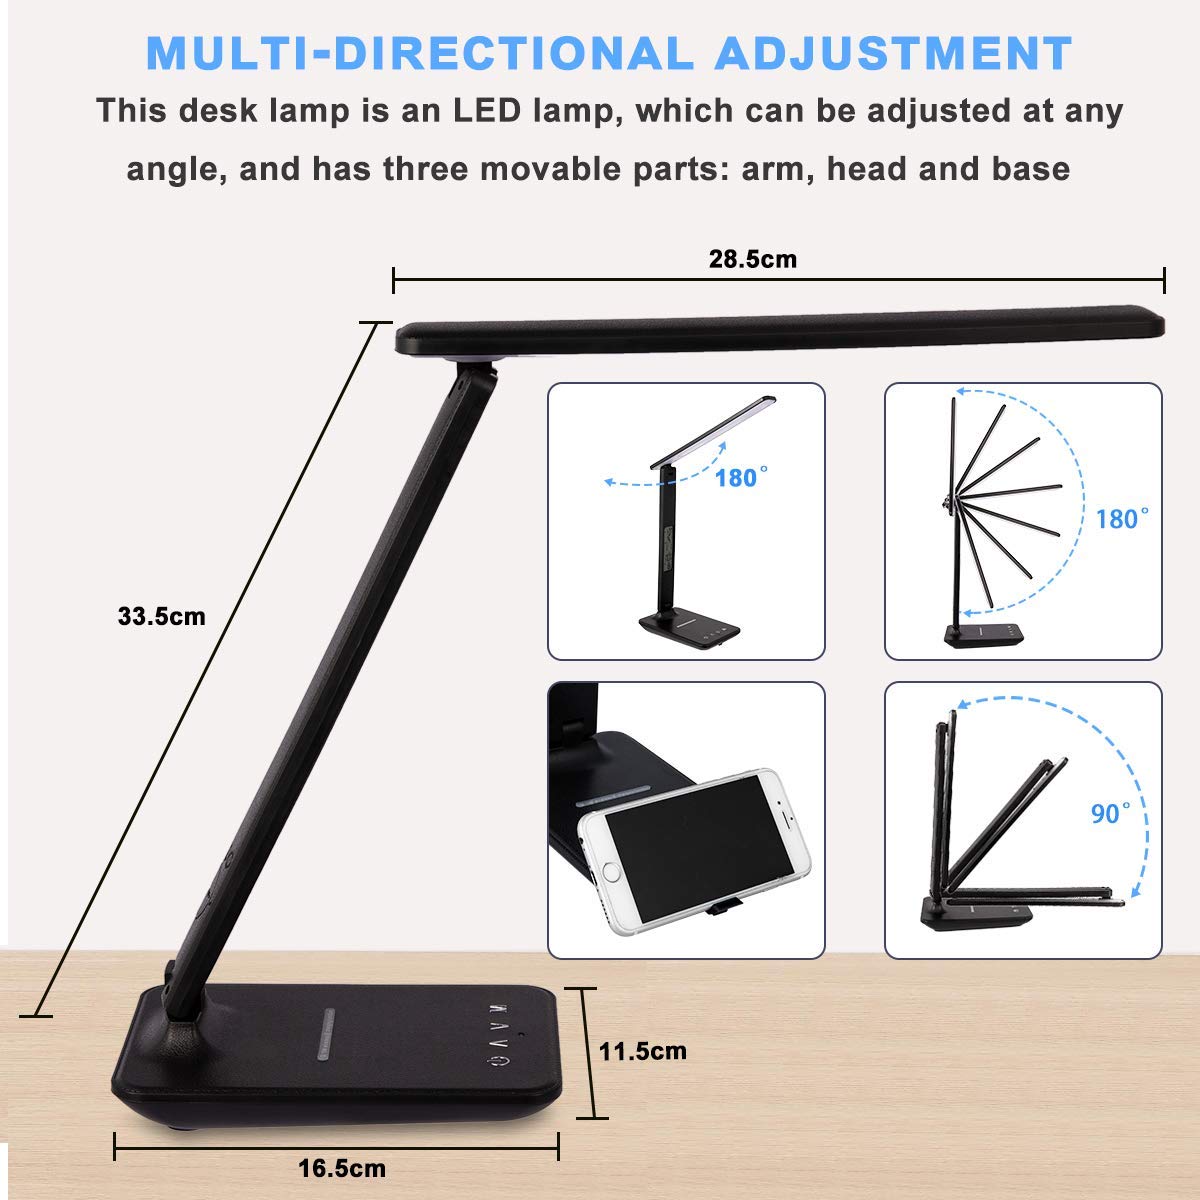 MULTI-DIRECTIONAL ADJUSTMENT
This desk lamp is an LED lamp, which can be adjusted at any
angle, and has three movable parts: arm, head and base
28.5cm
180°
180°
33.5cm
90°
11.5cm
16.5cm